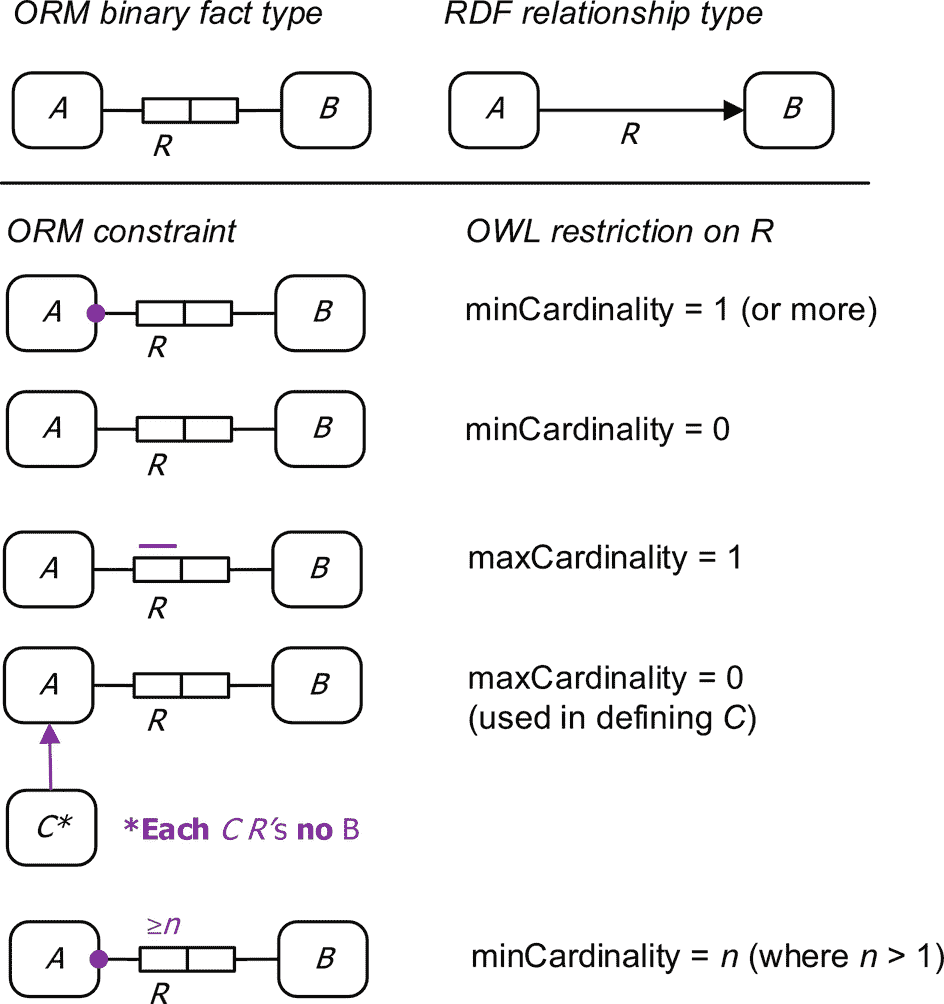 ORM binary fact type RDF relationship type
A B A B
R R
ORM constraint OWL restriction on R
A B minCardinality = 1 (or more)
R
A B minCardinality = 0
R
A B maxCardinality = 1
R
A B maxCardinality = 0
R (used in defining C)
C* *Each C R's no B
≥n
A B minCardinality = n (where n > 1)
R